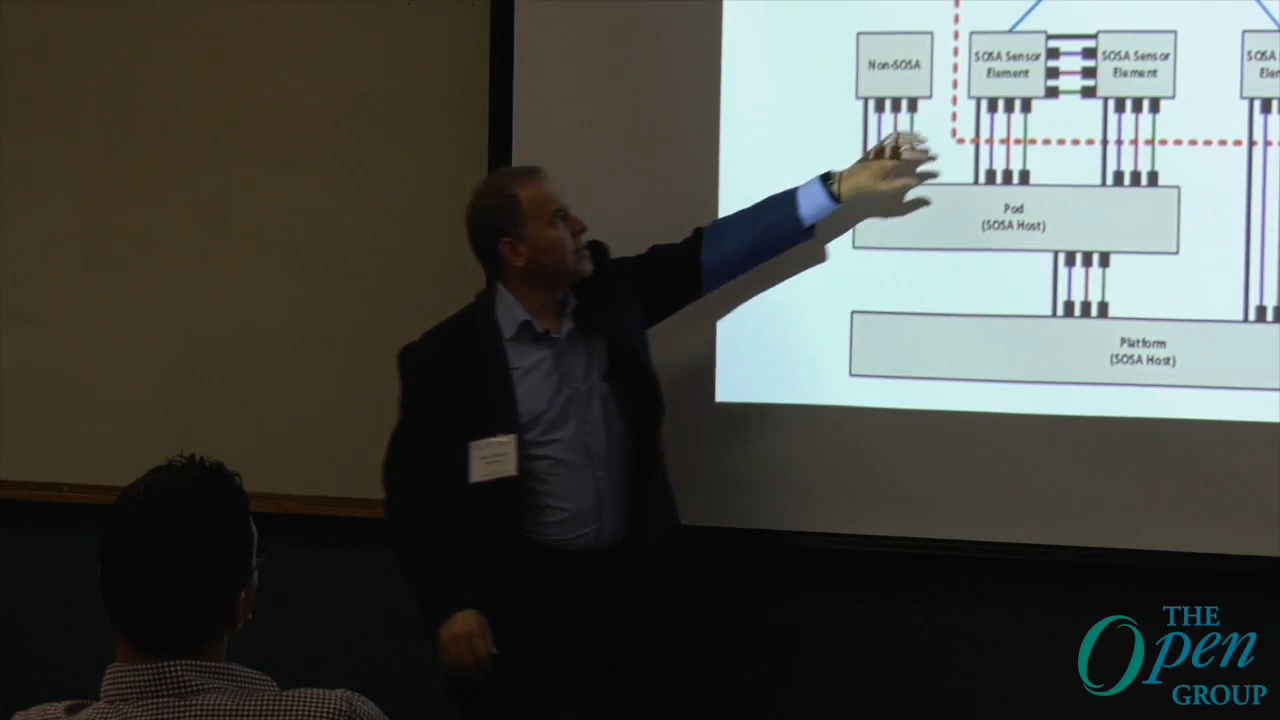 Non-SOSA
SOSA Sensor
Element
SOSA Sensor
Element
SOSA
Pod
(SOSA Host)
Platform
(SOSA Host)
THE
Open
GROUP